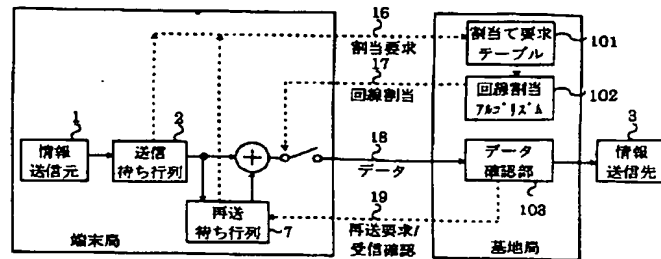 16
割当要求
割当て要求
テーブル
101
17
回線割当
回線割当
アルゴリズム
102
1
情報
送信元
2
送信
待ち行列
18
データ
データ
確認部
103
3
情報
送信先
再送
待ち行列
7
19
再送要求/
受信確認
端末局
基地局